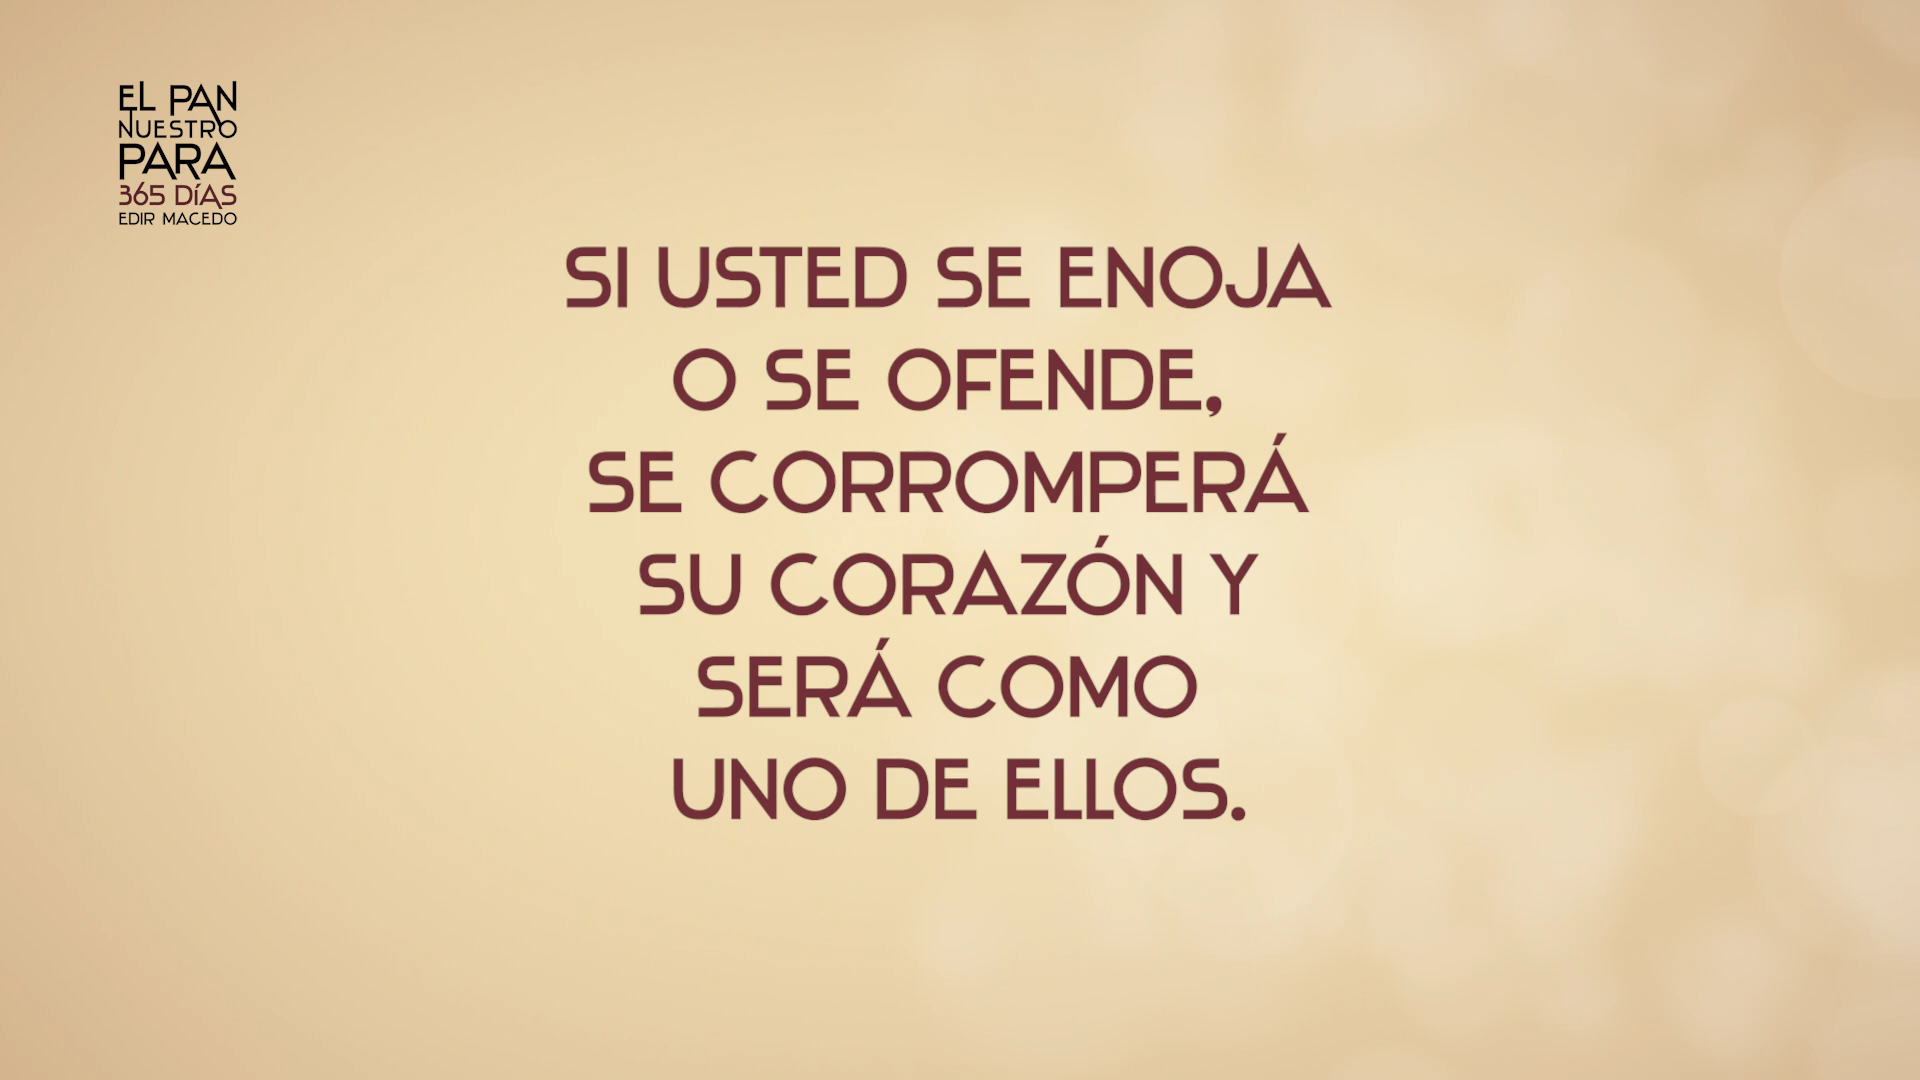 EL PAN
NUESTRO
PARA
365 DÍAS
EDIR MACEDO
SI USTED SE ENOJA
O SE OFENDE,
SE CORROMPERÁ
SU CORAZÓN Y
SERÁ COMO
UNO DE ELLOS.